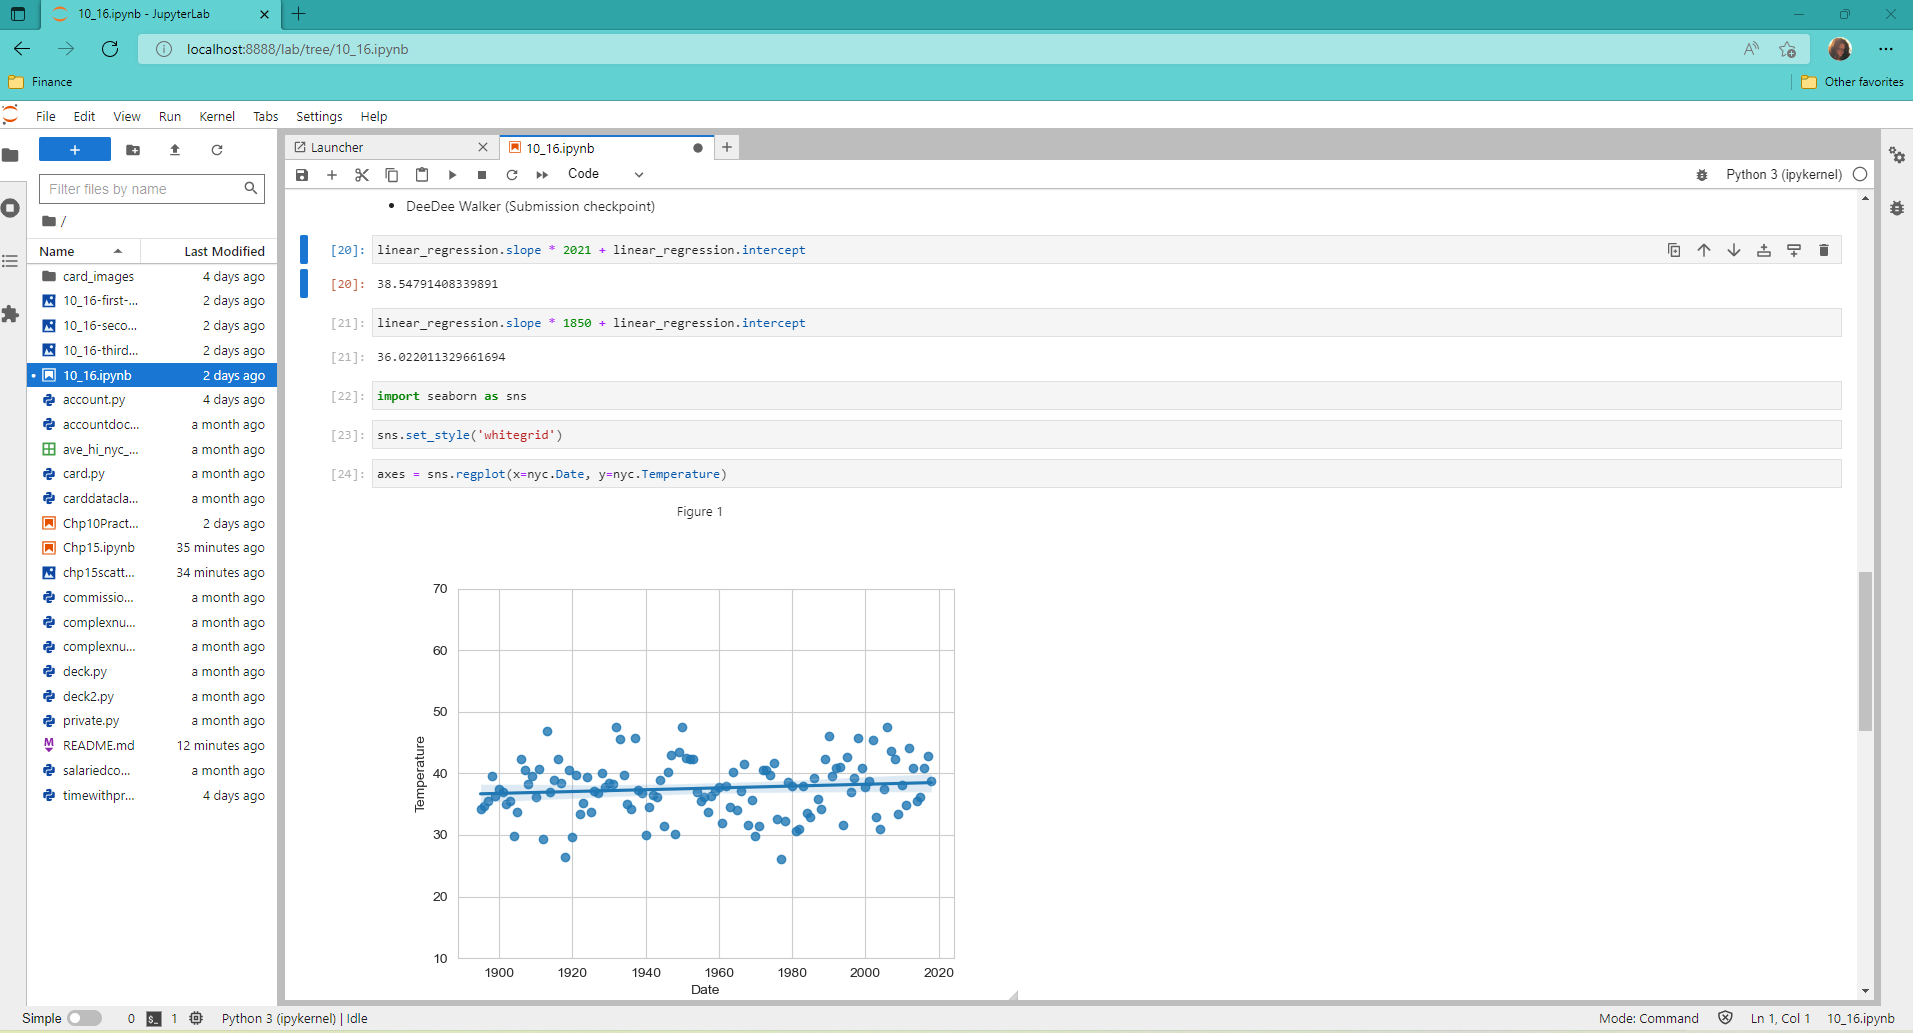 10_16.ipynb - JupyterLab
localhost:8888/lab/tree/10_16.ipynb
Finance
Other favorites
File Edit View Run Kernel Tabs Settings Help
Launcher
10_16.ipynb
Code
Python 3 (ipykernel)
Filter files by name
/
Name Last Modified
card_images 4 days ago
10_16-first-... 2 days ago
10_16-seco... 2 days ago
10_16-third... 2 days ago
10_16.ipynb 2 days ago
account.py 4 days ago
accountdoc... a month ago
ave_hi_nyc_... a month ago
card.py a month ago
carddatacla... a month ago
Chp10Pract... 2 days ago
Chp15.ipynb 35 minutes ago
chp15scatt... 34 minutes ago
commissio... a month ago
complexnu... a month ago
complexnu... a month ago
deck.py a month ago
deck2.py a month ago
private.py a month ago
README.md 12 minutes ago
salariedco... a month ago
timewithpr... 4 days ago
• DeeDee Walker (Submission checkpoint)
[20]: linear_regression.slope * 2021 + linear_regression.intercept
[20]: 38.54791408339891
[21]: linear_regression.slope * 1850 + linear_regression.intercept
[21]: 36.022011329661694
[22]: import seaborn as sns
[23]: sns.set_style('whitegrid')
[24]: axes = sns.regplot(x=nyc.Date, y=nyc.Temperature)
Figure 1
70
60
50
40
30
20
10
Temperature
1900 1920 1940 1960 1980 2000 2020
Date
Simple 0 $_ 1 Python 3 (ipykernel) | Idle
Mode: Command Ln 1, Col 1 10_16.ipynb